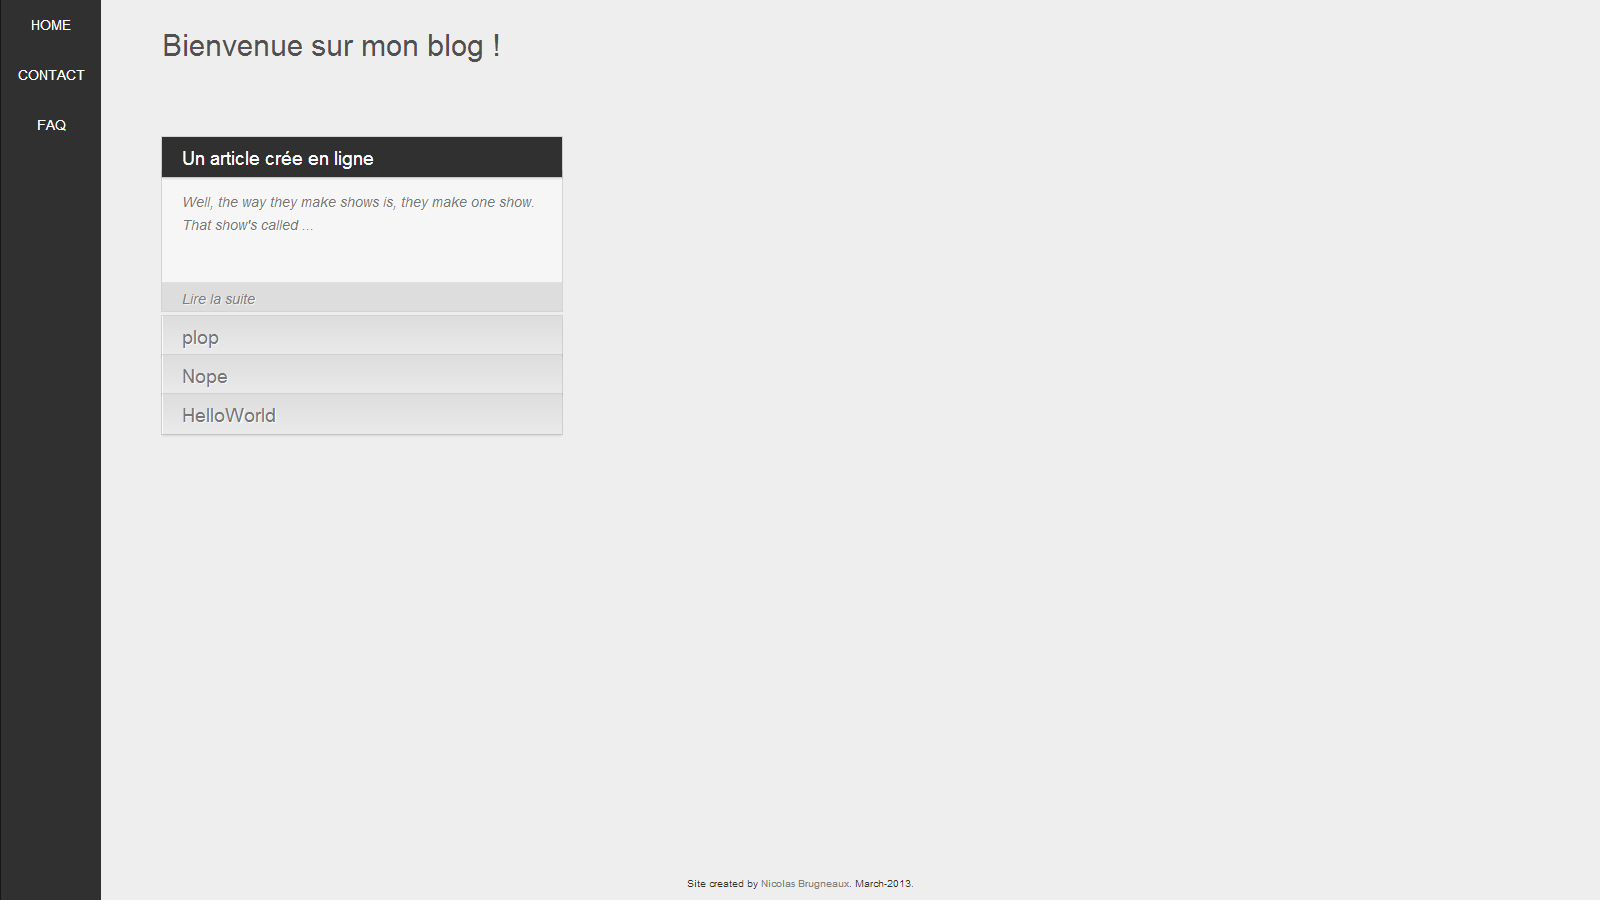 HOME
CONTACT
FAQ
Bienvenue sur mon blog !
Un article crée en ligne
Well, the way they make shows is, they make one show.
That show's called ...
Lire la suite
plop
Nope
HelloWorld
Site created by Nicolas Brugneaux. March-2013.